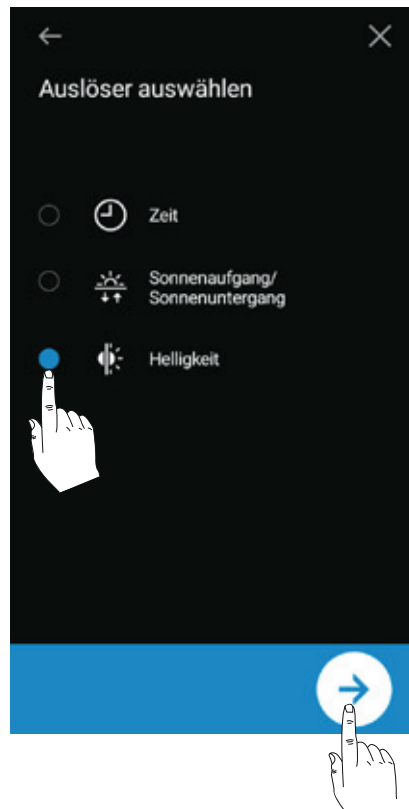 Auslöser auswählen
Zeit
Sonnenaufgang/
Sonnenuntergang
Helligkeit